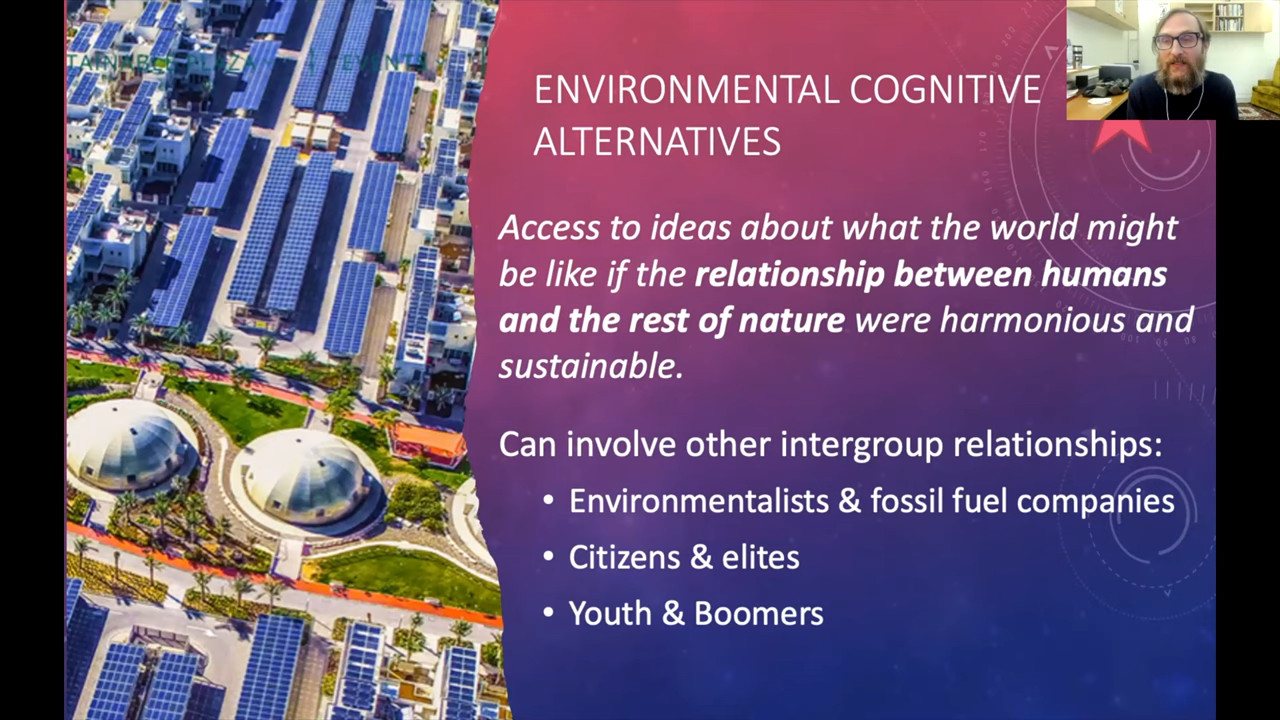 ENVIRONMENTAL COGNITIVE
ALTERNATIVES
Access to ideas about what the world might
be like if the relationship between humans
and the rest of nature were harmonious and
sustainable.
Can involve other intergroup relationships:
• Environmentalists & fossil fuel companies
• Citizens & elites
• Youth & Boomers